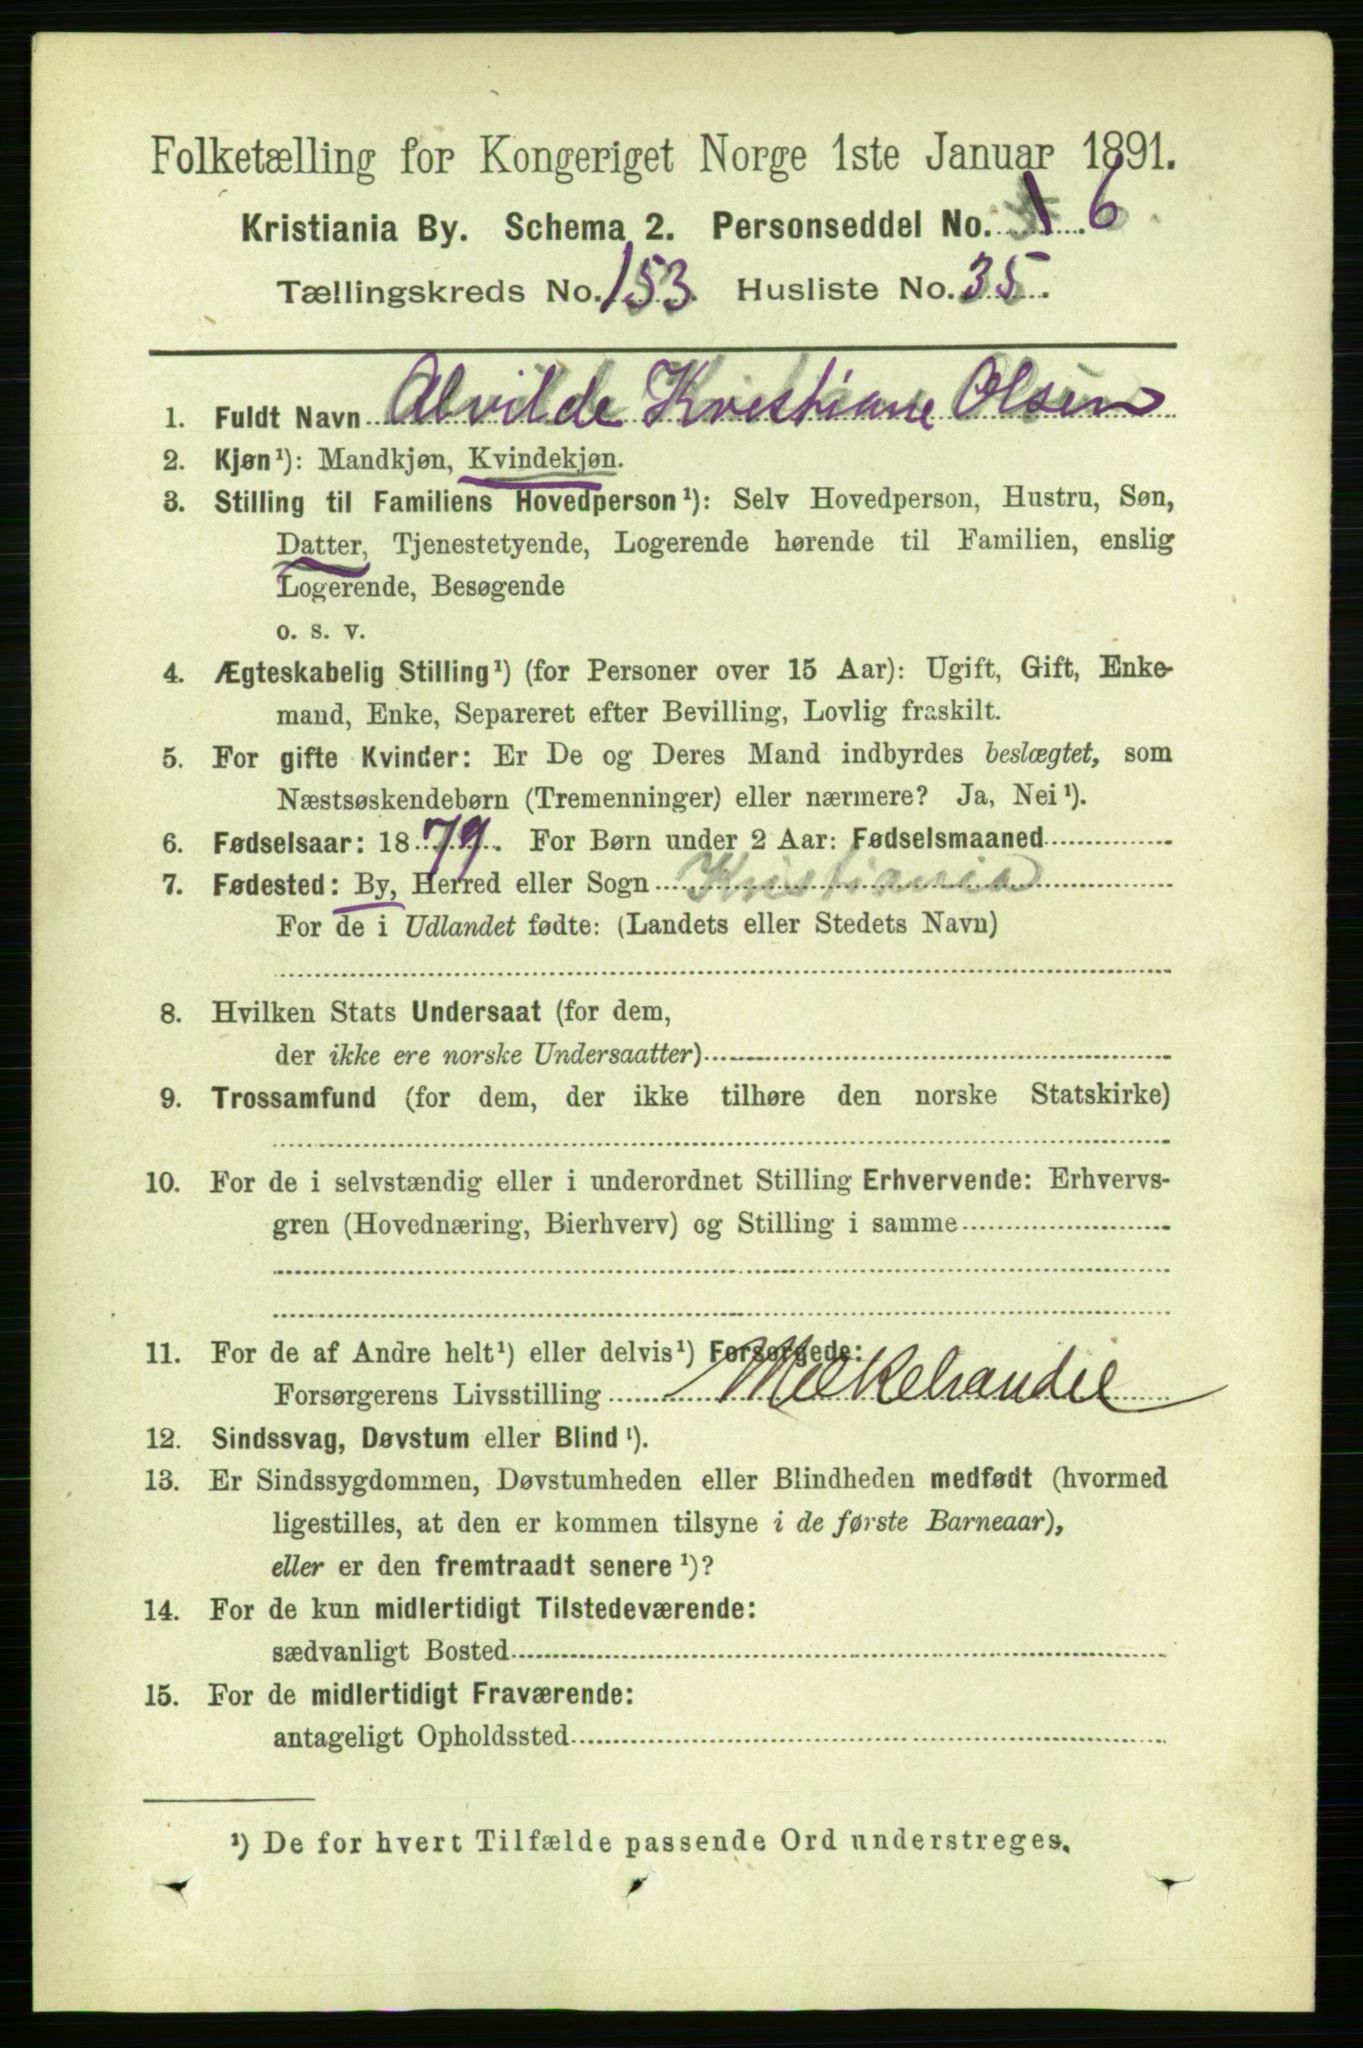 Folketælling for Kongeriget Norge 1ste Januar 1891.
Kristiania By. Schema 2. Personseddel No. 6.
Tællingskreds No. 153. Husliste No. 35.
1. Fuldt Navn Alvilde Kristiane Olsen
2. Kjøn¹): Mandkjøn, Kvindekjøn.
3. Stilling til Familiens Hovedperson¹): Selv Hovedperson, Hustru, Søn,
Datter, Tjenestetyende, Logerende hørende til Familien, enslig
Logerende, Besøgende
o. s. v.
4. Ægteskabelig Stilling¹) (for Personer over 15 Aar): Ugift, Gift, Enke-
mand, Enke, Separeret efter Bevilling, Lovlig fraskilt.
5. For gifte Kvinder: Er De og Deres Mand indbyrdes beslægtet, som
Næstsøskendebørn (Tremenninger) eller nærmere? Ja, Nei¹).
6. Fødselsaar: 1879. For Børn under 2 Aar: Fødselsmaaned
7. Fødested: By, Herred eller Sogn Kristiania
For de i Udlandet fødte: (Landets eller Stedets Navn)
8. Hvilken Stats Undersaat (for dem,
der ikke ere norske Undersaatter)
9. Trossamfund (for dem, der ikke tilhøre den norske Statskirke)
10. For de i selvstændig eller i underordnet Stilling Erhvervende: Erhvervs-
gren (Hovednæring, Bierhverv) og Stilling i samme
11. For de af Andre helt¹) eller delvis¹) Forsørgede:
Forsørgerens Livsstilling Melkehandel
12. Sindssvag, Døvstum eller Blind¹).
13. Er Sindssygdommen, Døvstumheden eller Blindheden medfødt (hvormed
ligestilles, at den er kommen tilsyne i de første Barneaar),
eller er den fremtraadt senere¹)?
14. For de kun midlertidigt Tilstedeværende:
sædvanligt Bosted
15. For de midlertidigt Fraværende:
antageligt Opholdssted
¹) De for hvert Tilfælde passende Ord understreges.